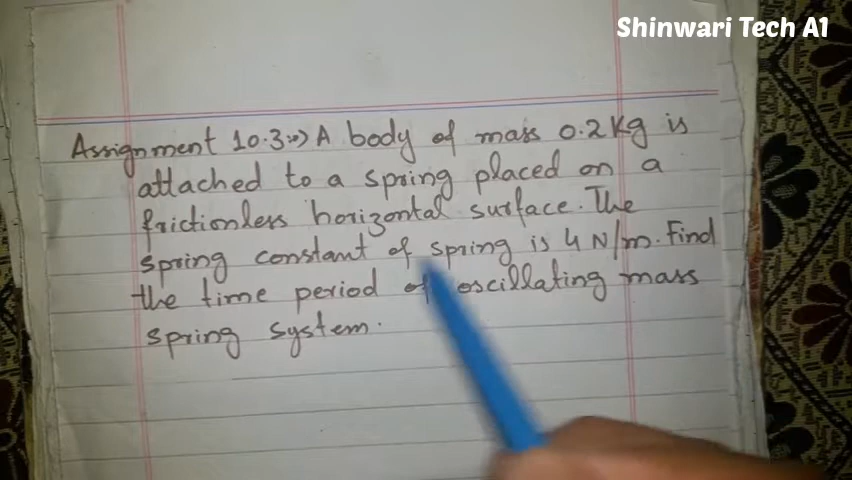 Shinwari Tech A1
Assignment 10.3:-) A body of mass 0.2 Kg is
attached to a spring placed on a
frictionless horizontal surface. The
spring constant of spring is 4 N/m. Find
the time period of oscillating mass
spring system.